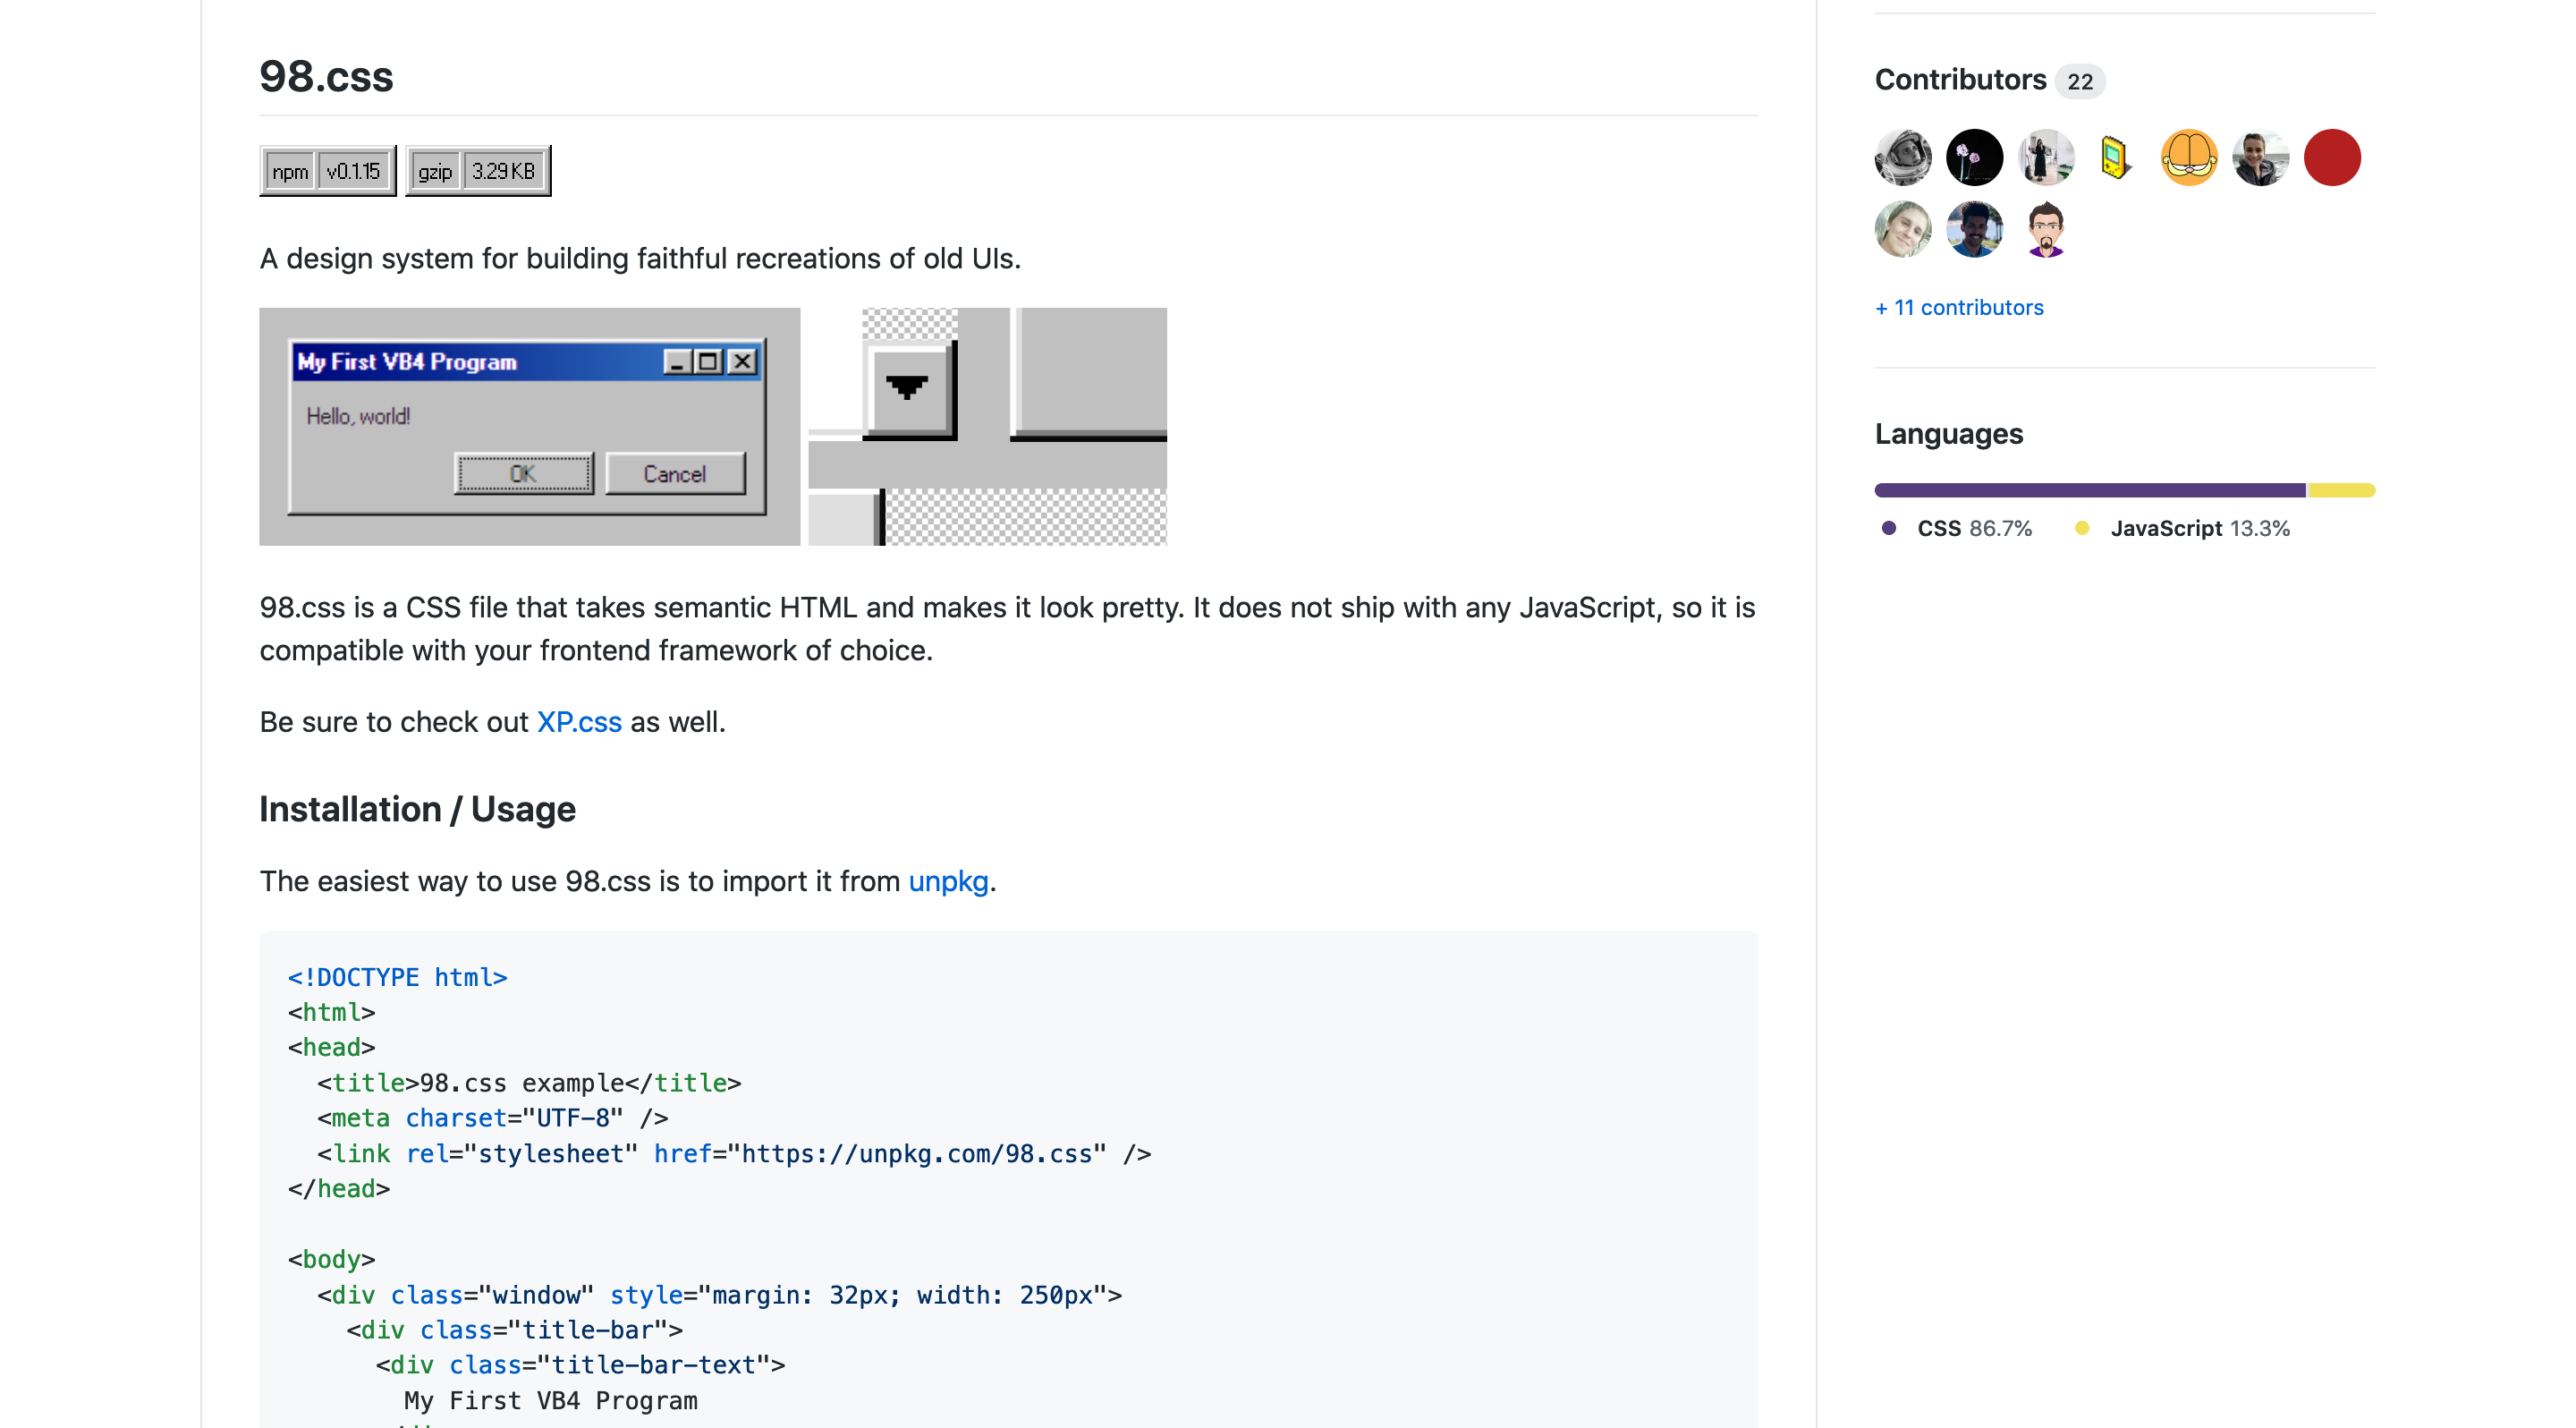 98.css
npm v0.1.15 gzip 3.29 KB
A design system for building faithful recreations of old UIs.
My First VB4 Program
Hello, world!
OK Cancel
98.css is a CSS file that takes semantic HTML and makes it look pretty. It does not ship with any JavaScript, so it is
compatible with your frontend framework of choice.
Be sure to check out XP.css as well.
Installation / Usage
The easiest way to use 98.css is to import it from unpkg.
<!DOCTYPE html>
<html>
<head>
  <title>98.css example</title>
  <meta charset="UTF-8" />
  <link rel="stylesheet" href="https://unpkg.com/98.css" />
</head>
<body>
  <div class="window" style="margin: 32px; width: 250px">
    <div class="title-bar">
      <div class="title-bar-text">
        My First VB4 Program
Contributors 22
+ 11 contributors
Languages
CSS 86.7% JavaScript 13.3%